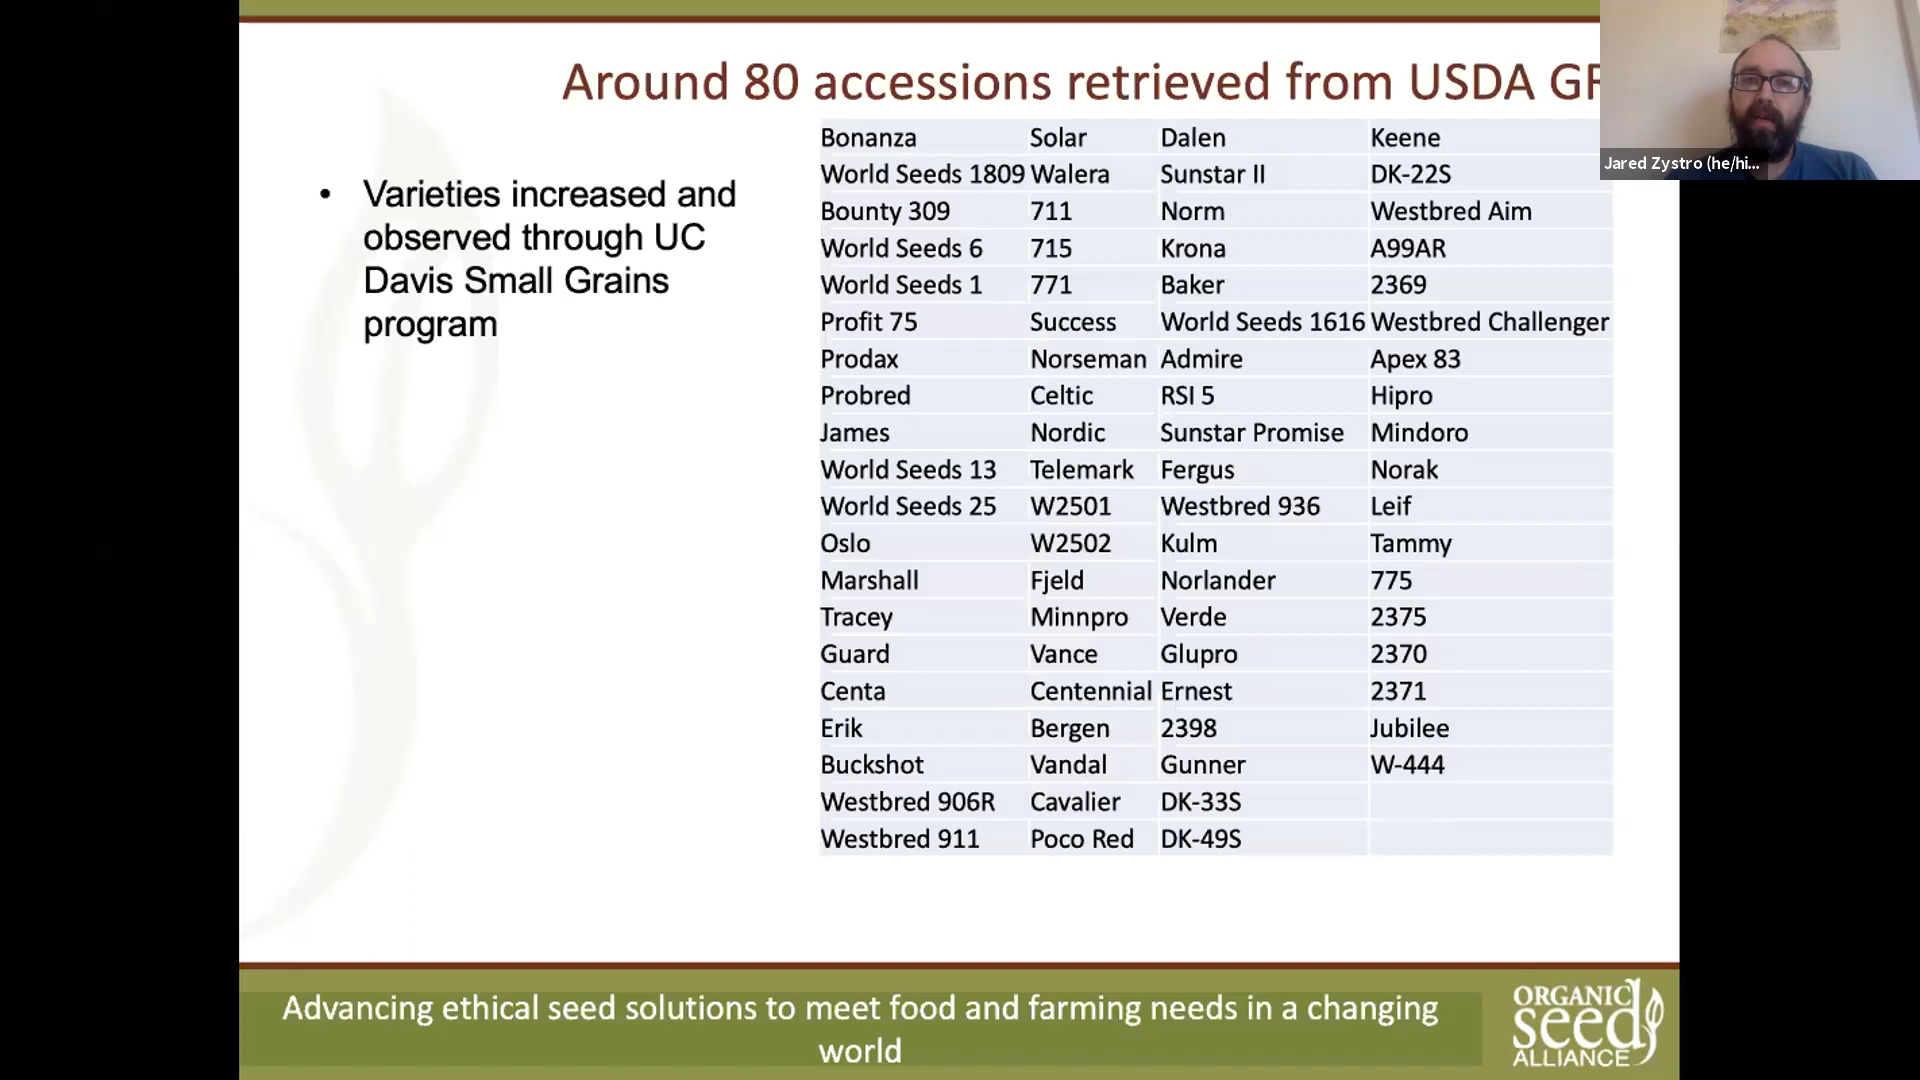 Around 80 accessions retrieved from USDA
Jared Zystro (he/hi...
• Varieties increased and
observed through UC
Davis Small Grains
program
Bonanza Solar Dalen Keene
World Seeds 1809 Walera Sunstar II DK-22S
Bounty 309 711 Norm Westbred Aim
World Seeds 6 715 Krona A99AR
World Seeds 1 771 Baker 2369
Profit 75 Success World Seeds 1616 Westbred Challenger
Prodax Norseman Admire Apex 83
Probred Celtic RSI 5 Hipro
James Nordic Sunstar Promise Mindoro
World Seeds 13 Telemark Fergus Norak
World Seeds 25 W2501 Westbred 936 Leif
Oslo W2502 Kulm Tammy
Marshall Fjeld Norlander 775
Tracey Minnpro Verde 2375
Guard Vance Glupro 2370
Centa Centennial Ernest 2371
Erik Bergen 2398 Jubilee
Buckshot Vandal Gunner W-444
Westbred 906R Cavalier DK-33S
Westbred 911 Poco Red DK-49S
Advancing ethical seed solutions to meet food and farming needs in a changing
world
ORGANIC
seed
ALLIANCE